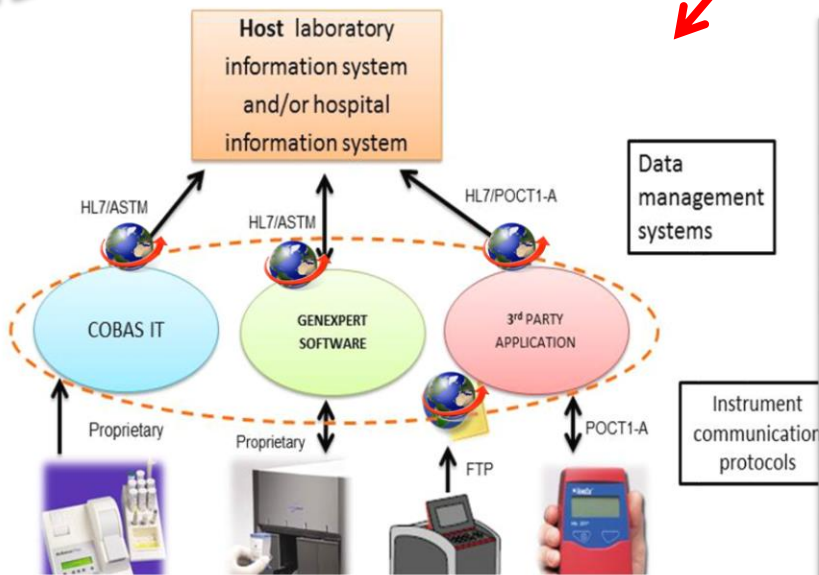 Host laboratory
information system
and/or hospital
information system
Data
management
systems
HL7/ASTM
HL7/ASTM
HL7/POCT1-A
COBAS IT
GENEXPERT
SOFTWARE
3rd PARTY
APPLICATION
Instrument
communication
protocols
Proprietary
Proprietary
FTP
POCT1-A